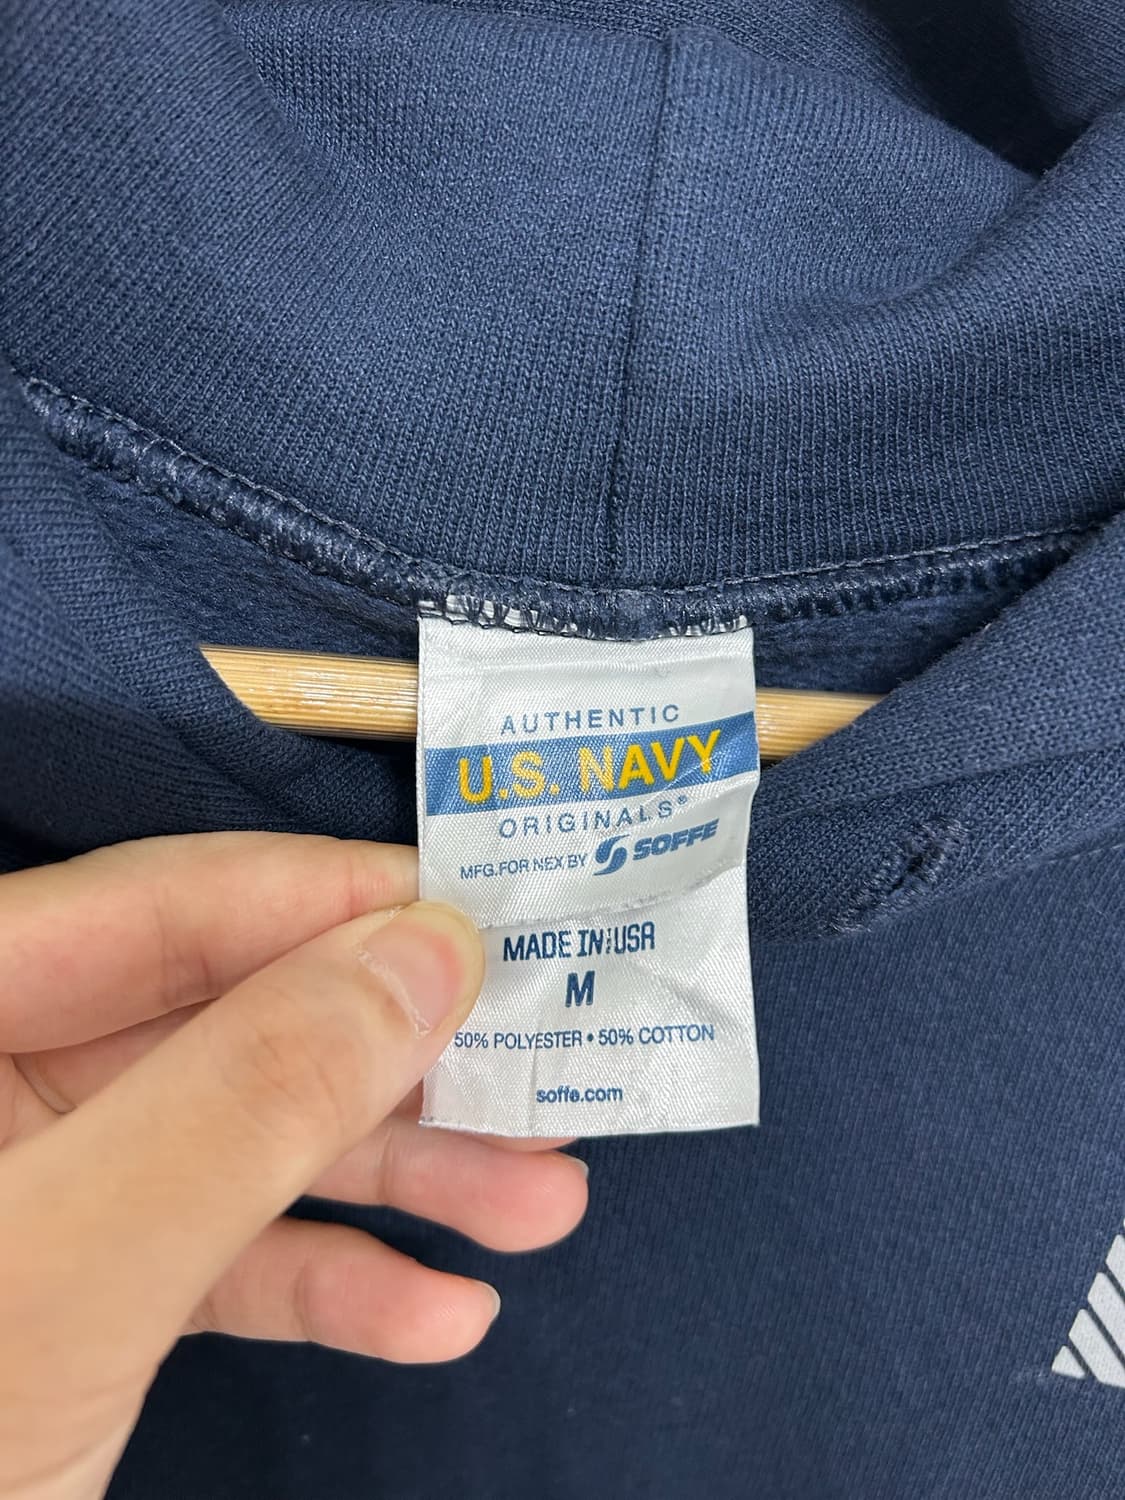 AUTHENTIC
U.S. NAVY
ORIGINALS®
MFG.FOR NEX BY SOFFE
MADE IN USA
M
50% POLYESTER • 50% COTTON
soffe.com